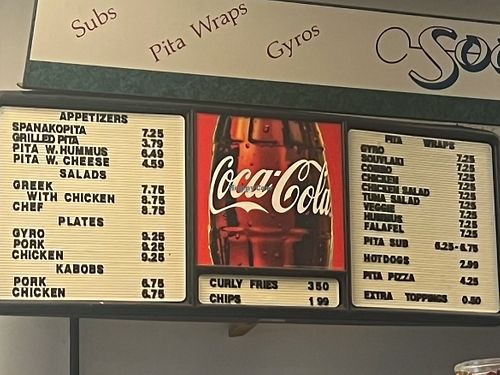 Subs
Pita Wraps
Gyros
APPETIZERS
SPANAKOPITA 7.25
GRILLED PITA 3.79
PITA W.HUMMUS 6.49
PITA W. CHEESE 4.59
SALADS
GREEK 7.75
WITH CHICKEN 8.75
CHEF 8.75
PLATES
GYRO 9.25
PORK 9.25
CHICKEN 9.25
KABOBS
PORK 6.75
CHICKEN 6.75
Coca-Cola
CURLY FRIES 3 50
CHIPS 1 99
PITA WRAPS
GYRO 7.25
SOUVLAKI 7.25
COMBO 7.25
CHICKEN 7.25
CHICKEN SALAD 7.25
TUNA SALAD 7.25
VEGGIE 7.25
HUMMUS 7.25
FALAFEL 7.25
PITA SUB 6.25-6.75
HOTDOGS 2.99
PITA PIZZA 4.25
EXTRA TOPPINGS 0.50